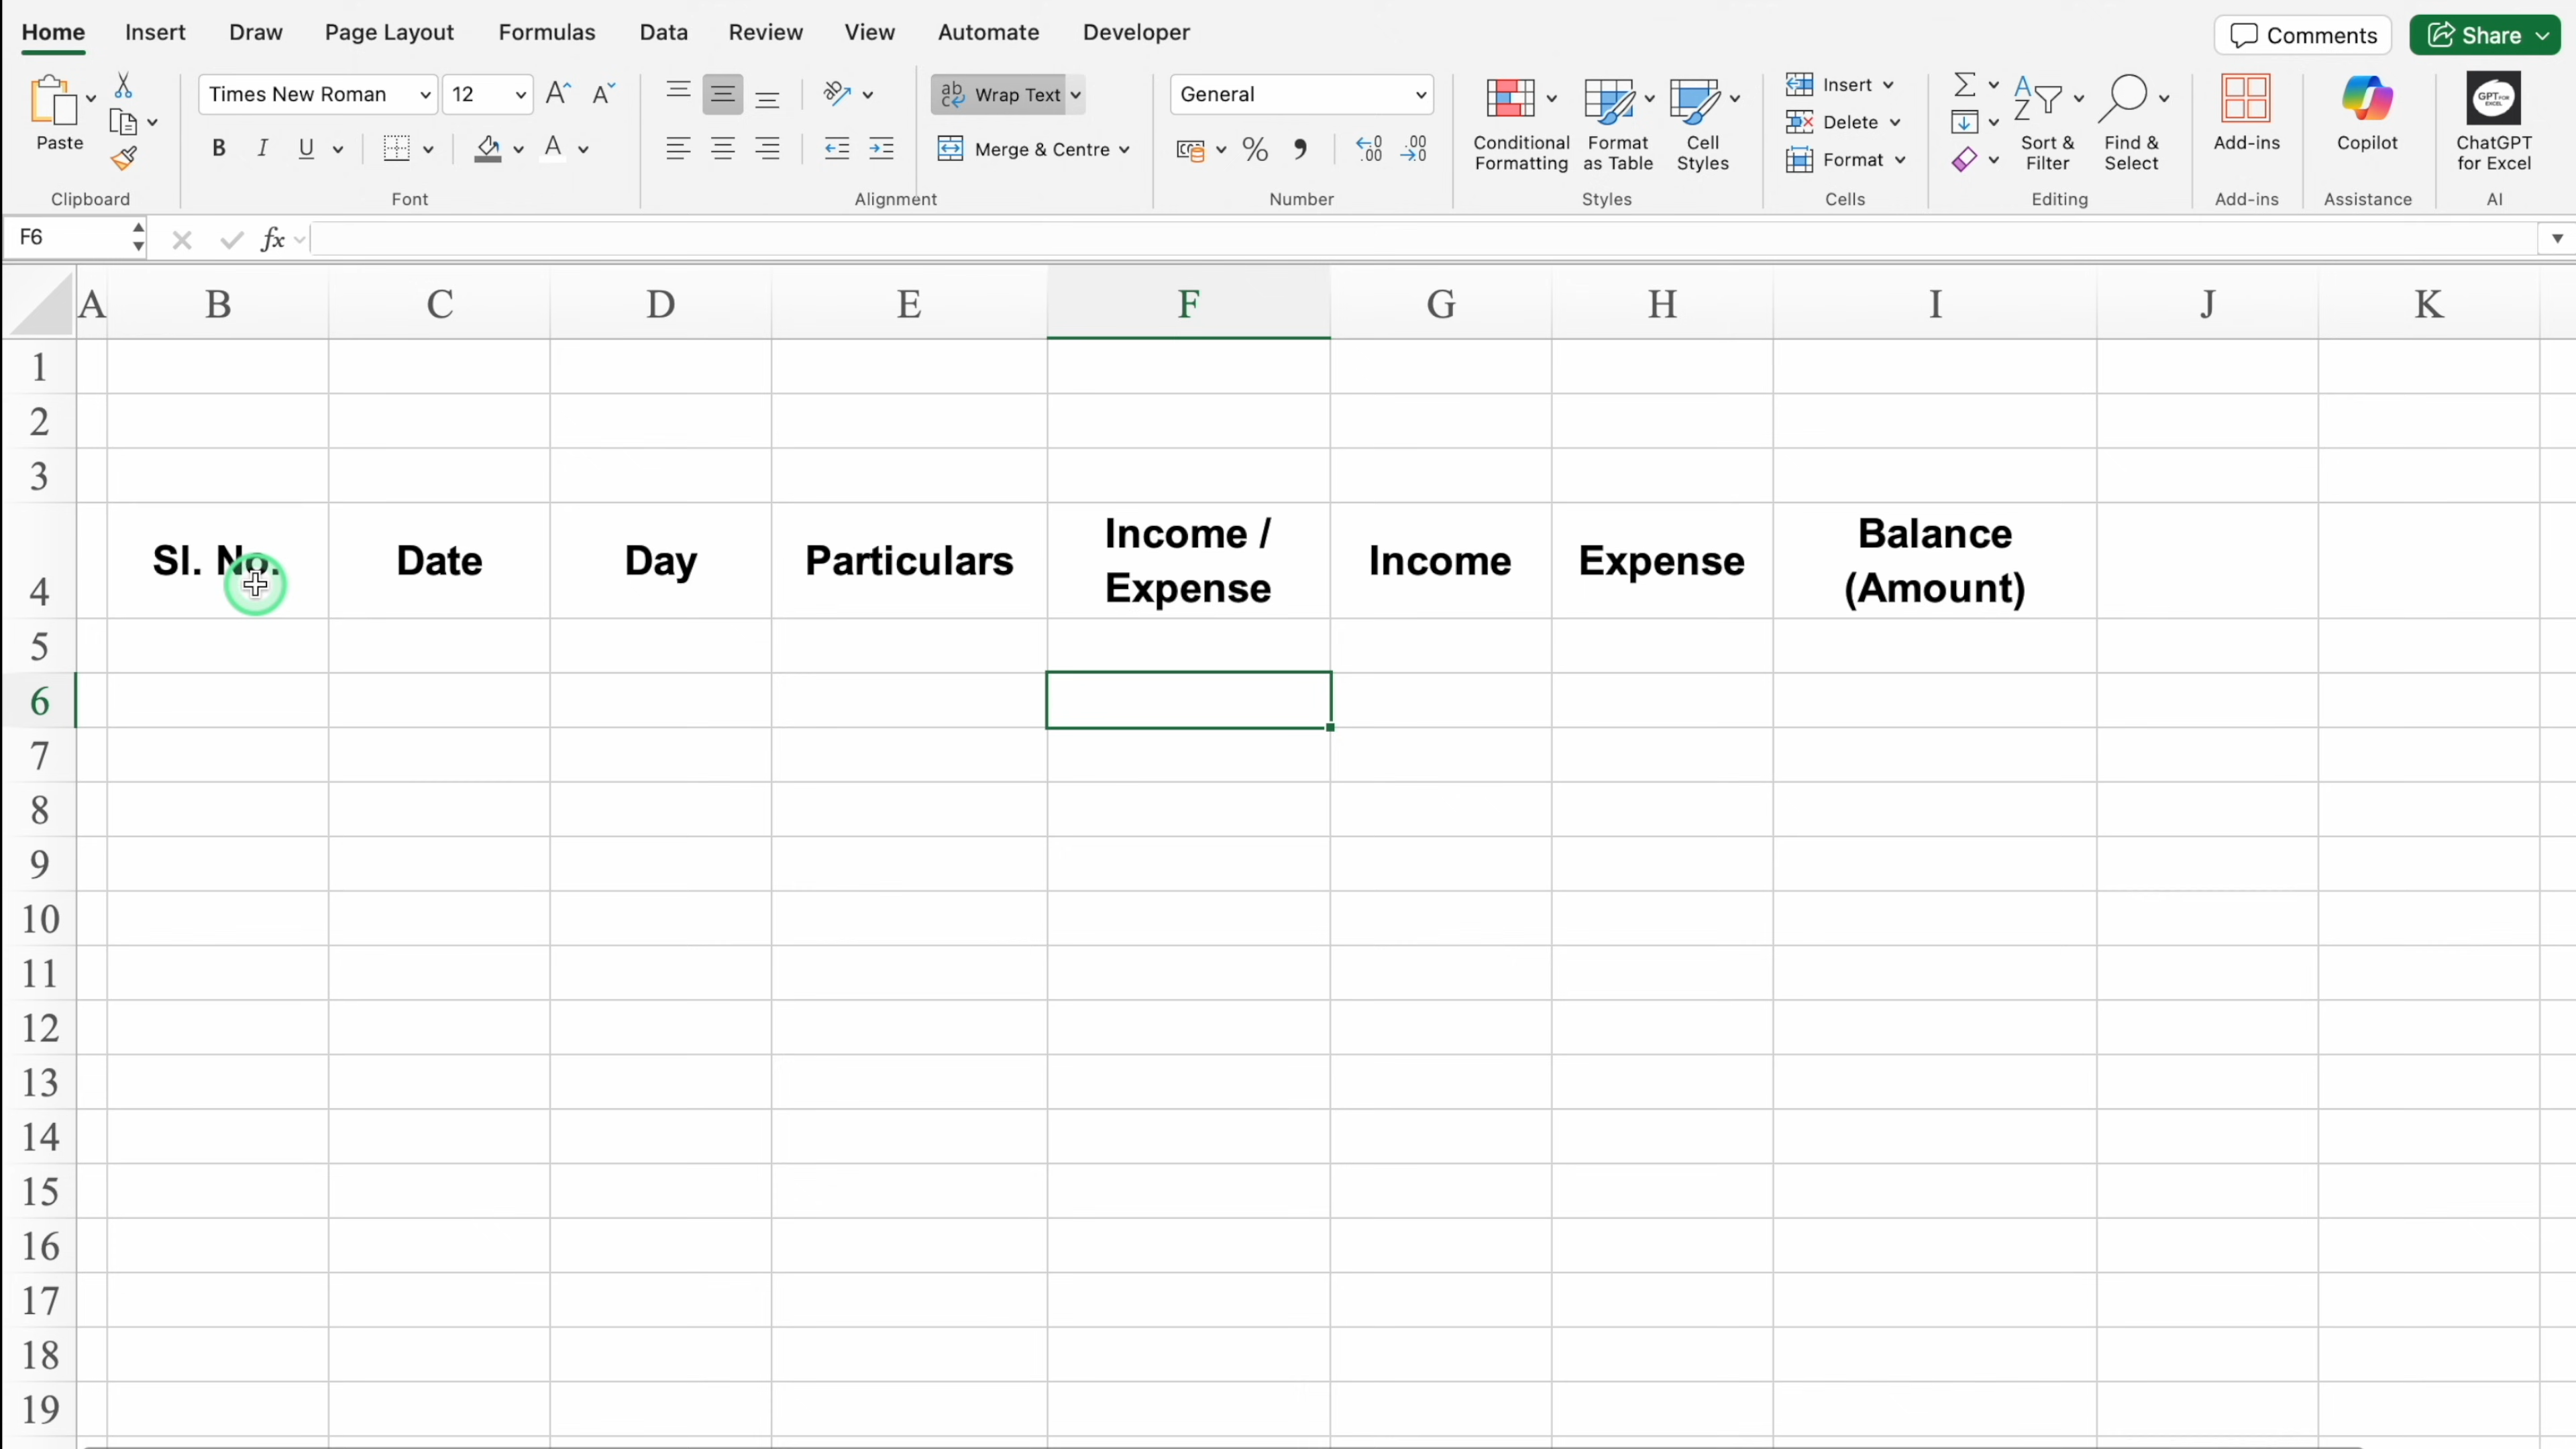 Home Insert Draw Page Layout Formulas Data Review View Automate Developer Comments Share
Paste
Clipboard
Times New Roman 12
B I U A
Font
ab Wrap Text
Merge & Centre
Alignment
General
% .00 .00
Number
Conditional Formatting
Format as Table
Cell Styles
Styles
Insert
Delete
Format
Cells
Sort & Filter
Find & Select
Editing
Add-ins
Add-ins
Copilot
Assistance
ChatGPT for Excel
AI
F6 fx
A B C D E F G H I J K
1
2
3
4 Sl. No. Date Day Particulars Income / Expense Income Expense Balance (Amount)
5
6
7
8
9
10
11
12
13
14
15
16
17
18
19